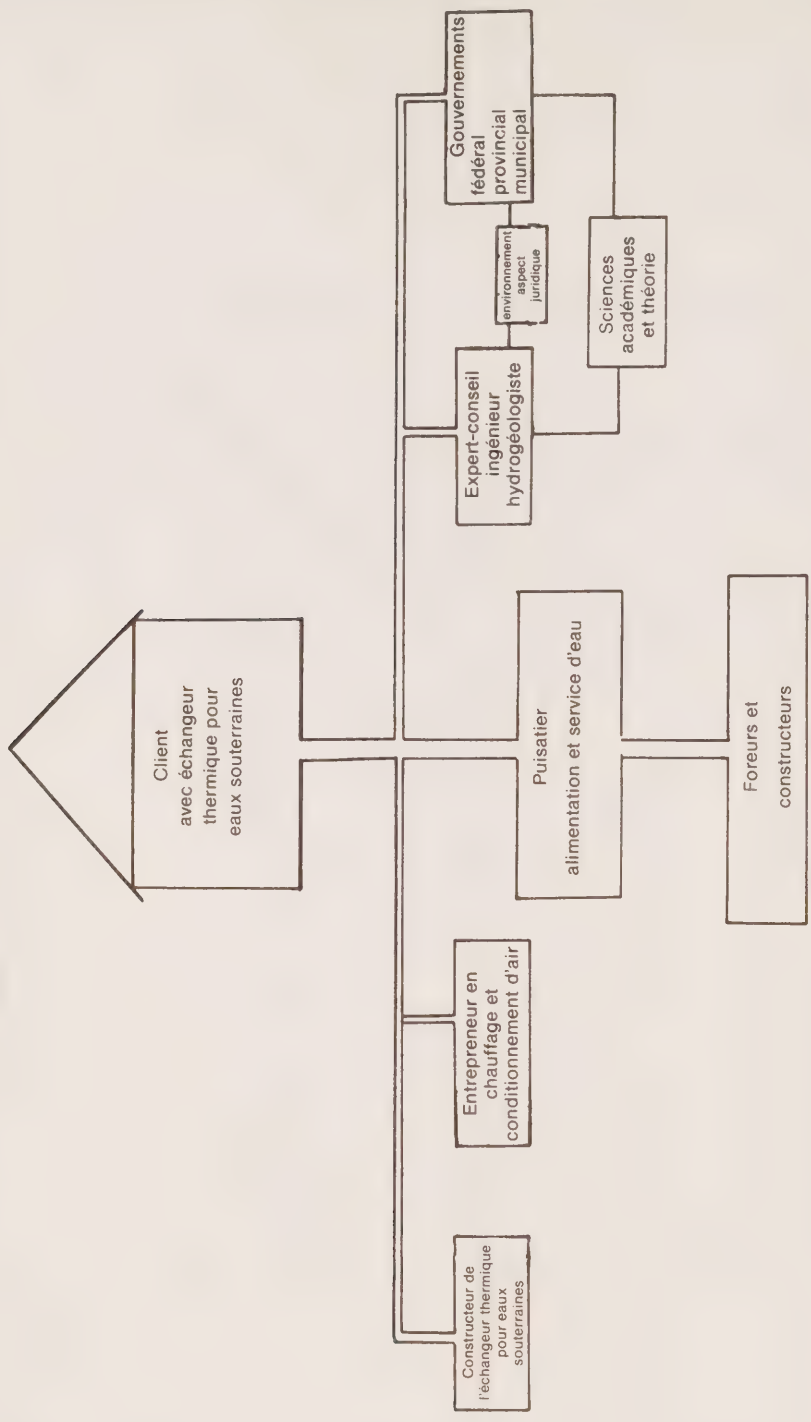 Client
avec échangeur
thermique pour
eaux souterraines
Constructeur de
l'échangeur thermique
pour eaux
souterraines
Entrepreneur en
chauffage et
conditionnement d'air
Puisatier
alimentation et service d'eau
Foreurs et
constructeurs
Expert-conseil
ingénieur
hydrogéologiste
environnement
aspect
juridique
Gouvernements
fédéral
provincial
municipal
Sciences
académiques
et théorie